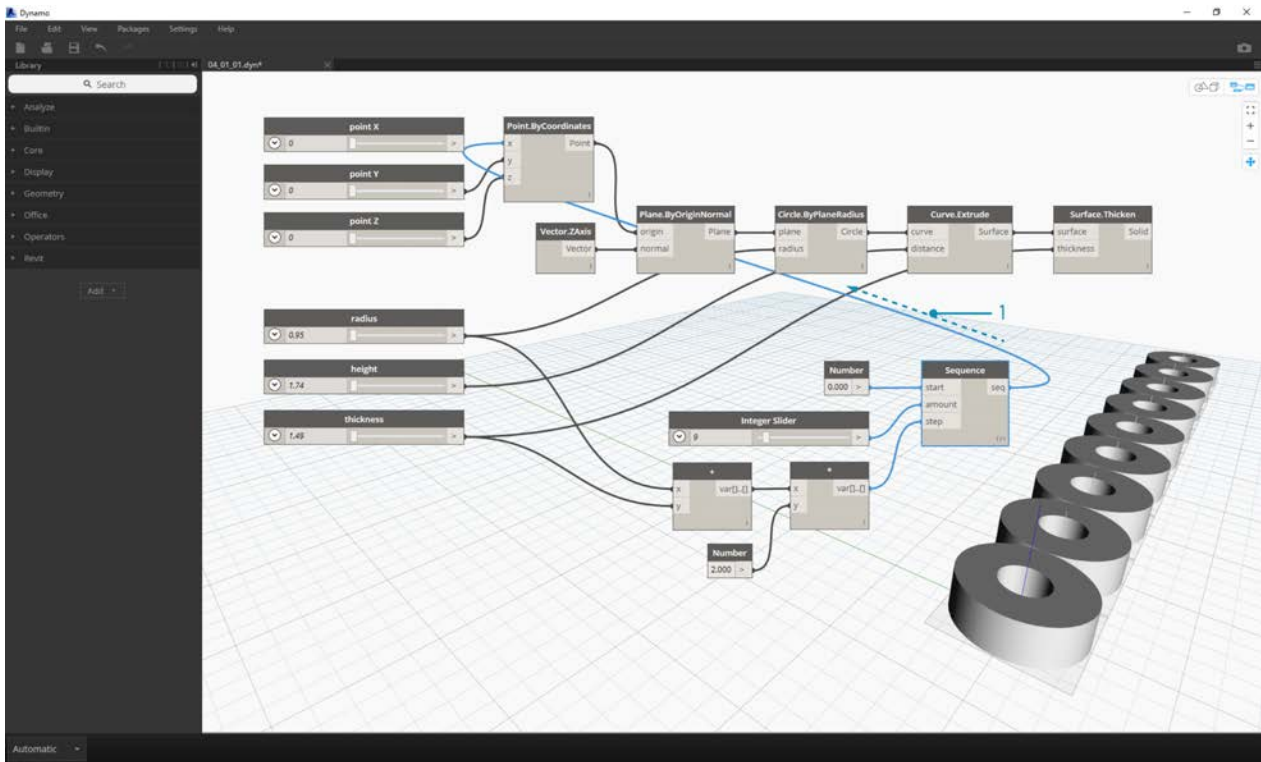 Dynamo
File Edit View Packages Settings Help
Library
04_01_01.dyn*
Search
Analyze
BuiltIn
Core
Display
Geometry
Office
Operators
Revit
Add
point X
0 >
point Y
0 >
point Z
0 >
Point.ByCoordinates
x Point
y
z
Vector.ZAxis
Vector
Plane.ByOriginNormal
origin Plane
normal
Circle.ByPlaneRadius
plane Circle
radius
Curve.Extrude
curve Surface
distance
Surface.Thicken
surface Solid
thickness
1
radius
0.95 >
height
1.74 >
thickness
1.49 >
Number
0.000 >
Sequence
start seq
amount
step
Integer Slider
9 >
+
x var[]..[]
y
x var[]..[]
y
Number
2.000 >
Automatic